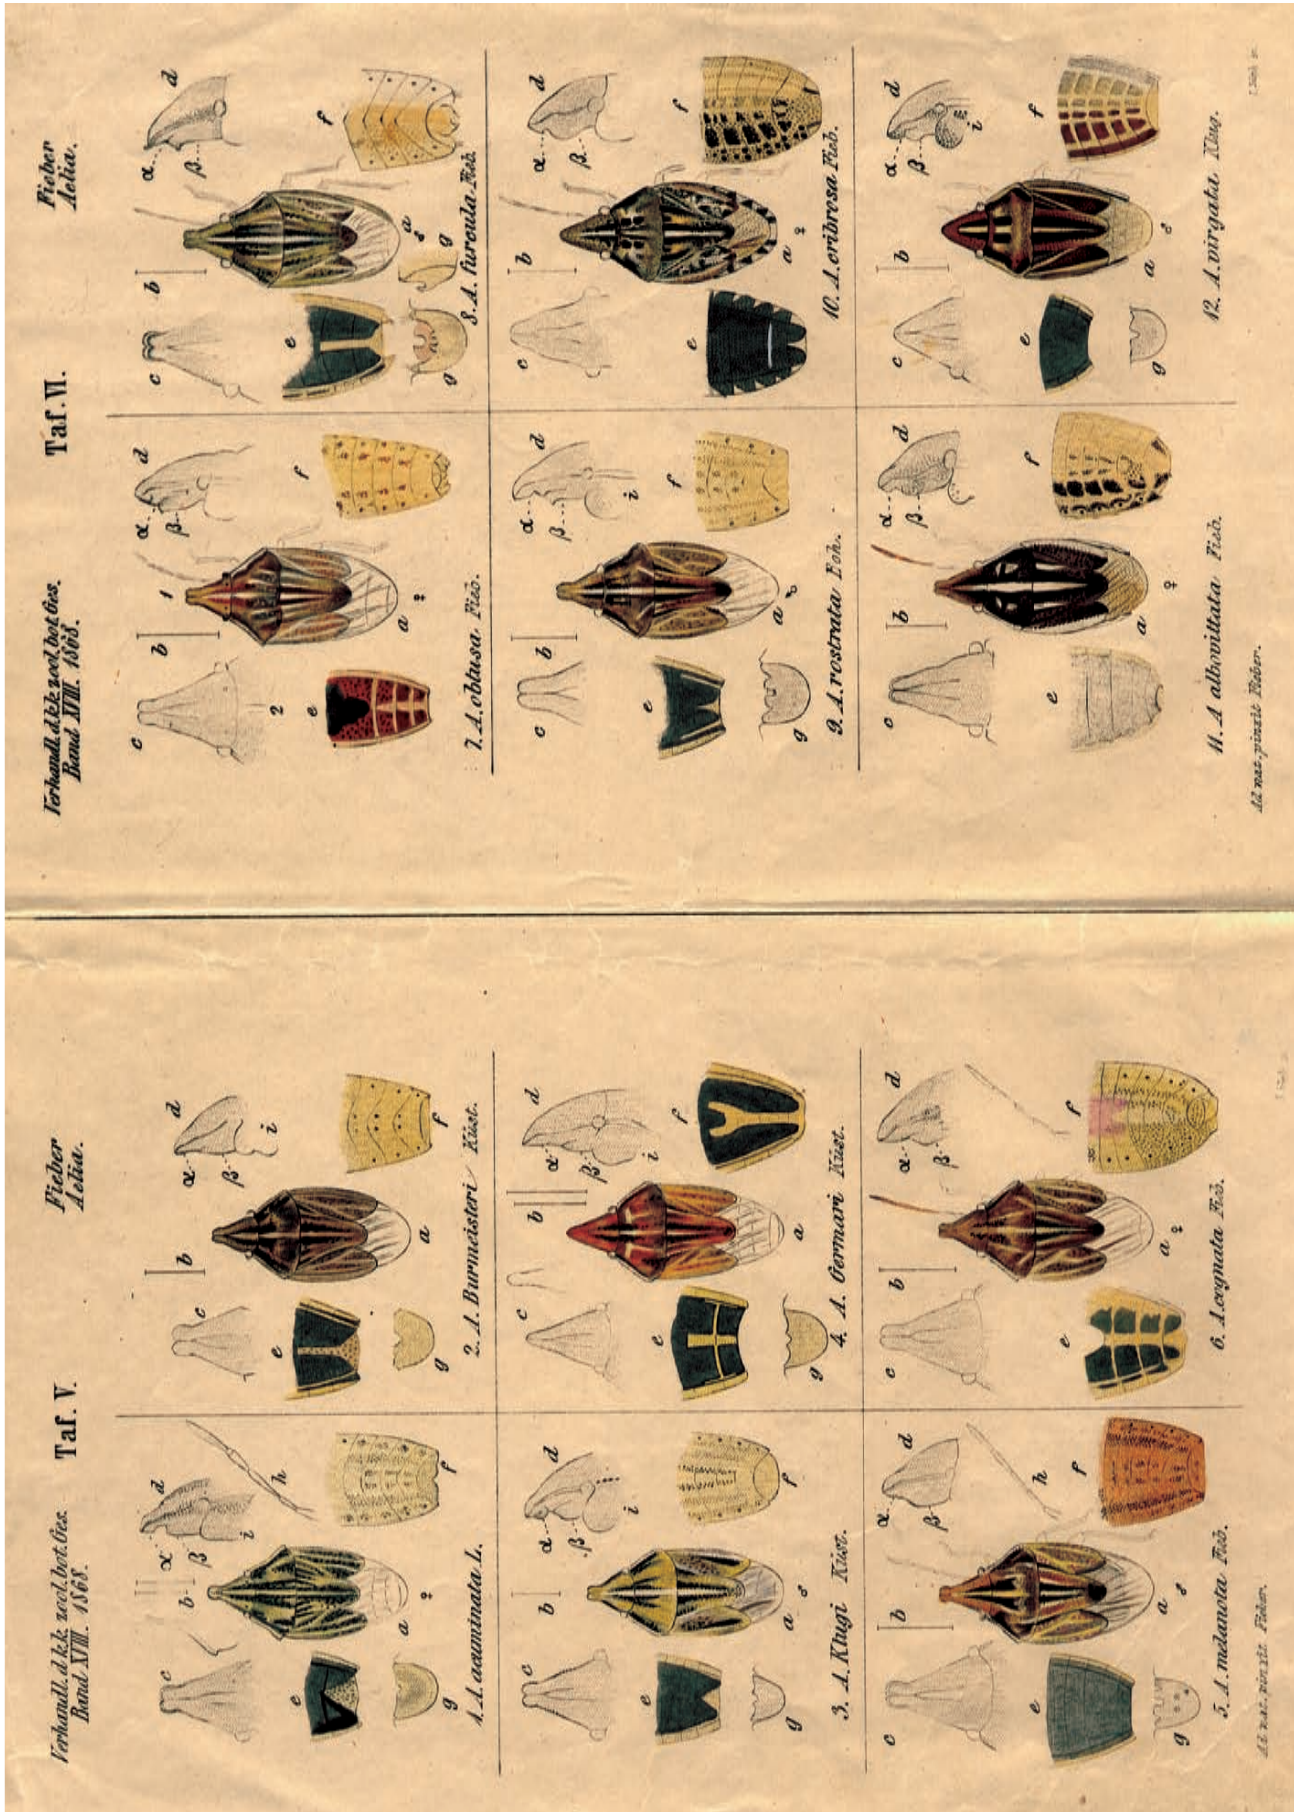 Verhandl. d. k.k. zool. bot. Ges.
Band XVIII. 1868.
Taf. V.
Fieber
Aelia.
c
b
α
β
d
h
i
e
g
a
♀
f
1. A. acuminata L.
c
b
α
β
d
i
e
g
a
f
2. A. Burmeisteri Küst.
c
b
α
β
d
i
e
g
a
♂
f
3. A. Klugi Küst.
c
b
α
β
d
i
e
g
a
f
4. A. Germari Küst.
c
b
α
β
d
h
e
g
a
♂
f
5. A. melanota Fieb.
c
b
α
β
d
e
a
♀
f
6. A. cognata Fieb.
Ad. nat. pinxit Fieber.
Verhandl. d. k.k. zool. bot. Ges.
Band XVIII. 1868.
Taf. VI.
Fieber
Aelia.
c
b
1
α
β
d
2
e
a
♀
f
7. A. obtusa Fieb.
c
b
α
β
d
e
g
a
♂
g
f
8. A. furcula Fieb.
c
b
α
β
d
i
e
g
a
♂
f
9. A. rostrata Boh.
c
b
α
β
d
e
a
♀
f
10. A. cribrosa Fieb.
c
b
α
β
d
e
a
♀
f
11. A. albovittata Fieb.
c
b
α
β
d
i
e
g
a
♂
f
12. A. virgata Klug.
Ad. nat. pinxit Fieber.